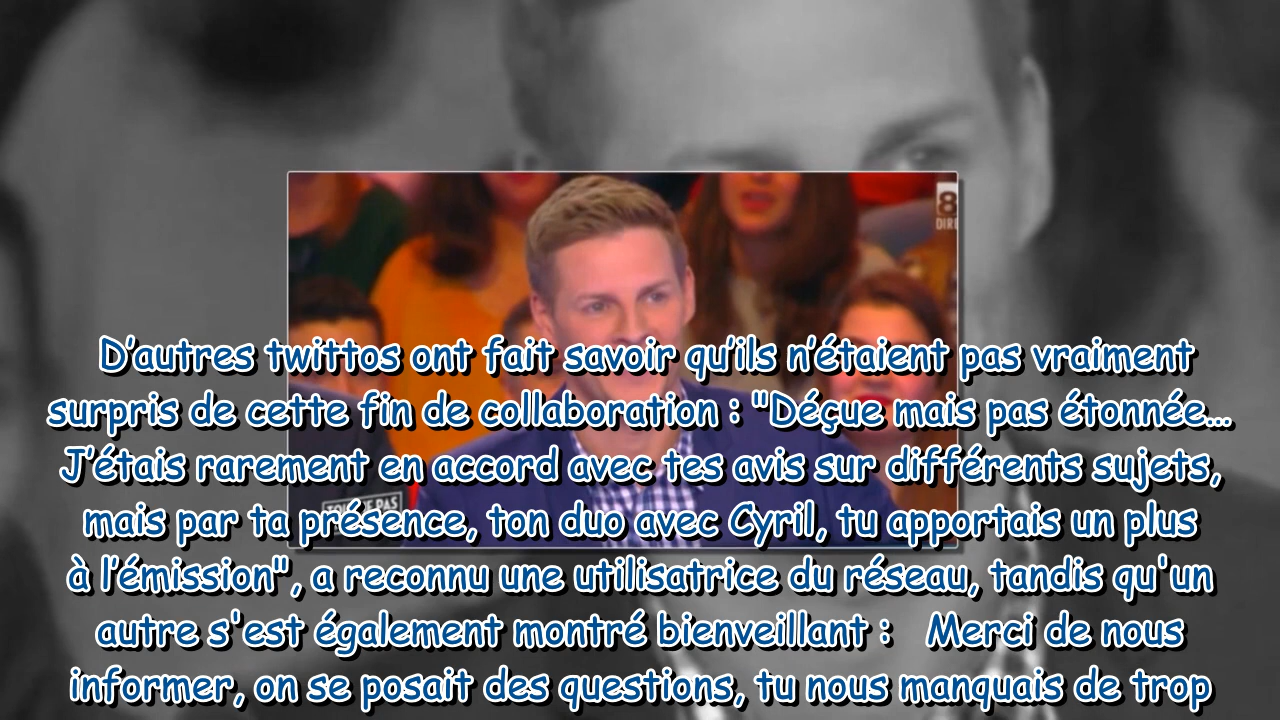 8
DIRE
D’autres twittos ont fait savoir qu’ils n’étaient pas vraiment
surpris de cette fin de collaboration : "Déçue mais pas étonnée...
J’étais rarement en accord avec tes avis sur différents sujets,
mais par ta présence, ton duo avec Cyril, tu apportais un plus
à l’émission", a reconnu une utilisatrice du réseau, tandis qu'un
autre s'est également montré bienveillant : Merci de nous
informer, on se posait des questions, tu nous manquais de trop